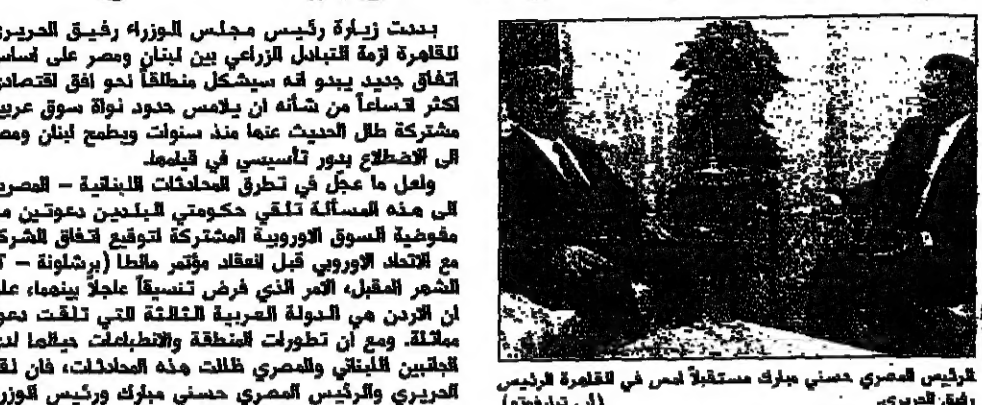 بددت زيارة رئيس مجلس الوزراء رفيق الحريري
للقاهرة ازمة التبادل الزراعي بين لبنان ومصر على اساس
اتفاق جديد يبدو انه سيشكل منطلقاً نحو افق اقتصادي
اكثر اتساعاً من شأنه ان يلامس حدود نواة سوق عربية
مشتركة طال الحديث عنها منذ سنوات ويطمح لبنان ومصر
الى الاضطلاع بدور تأسيسي في قيامها.
ولعل ما عجّل في تطرق المحادثات اللبنانية – المصرية
الى هذه المسألة تلقي حكومتي البلدين دعوتين من
مفوضية السوق الاوروبية المشتركة لتوقيع اتفاق الشركة
مع الاتحاد الاوروبي قبل انعقاد مؤتمر مالطا (برشلونة –
الشهر المقبل، الامر الذي فرض تنسيقاً عاجلاً بينهما، علماً
ان الاردن هي الدولة العربية الثالثة التي تلقت دعوة
مماثلة. ومع ان تطورات المنطقة والانطباعات حيالها لدى
الجانبين اللبناني والمصري ظللت هذه المحادثات، فان
الحريري والرئيس المصري حسني مبارك ورئيس الوزراء
الرئيس المصري حسني مبارك مستقبلاً امس في القاهرة الرئيس
رفيق الحريري. (أ.ب تيليفوتو)